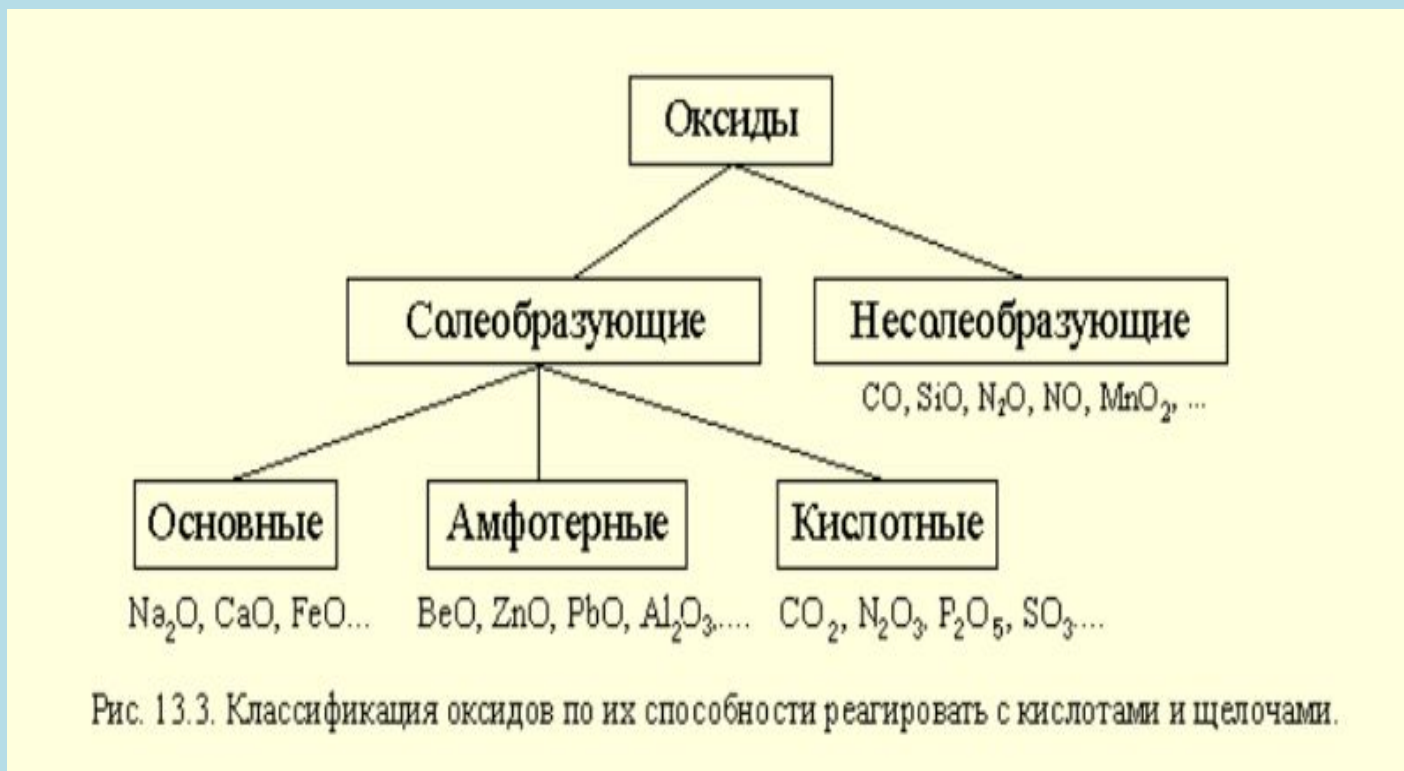 Оксиды
Солеобразующие
Несолеобразующие
CO, SiO, N₂O, NO, MnO₂, ...
Основные
Амфотерные
Кислотные
Na₂O, CaO, FeO...
BeO, ZnO, PbO, Al₂O₃,....
CO₂, N₂O₃, P₂O₅, SO₃....
Рис. 13.3. Классификация оксидов по их способности реагировать с кислотами и щелочами.